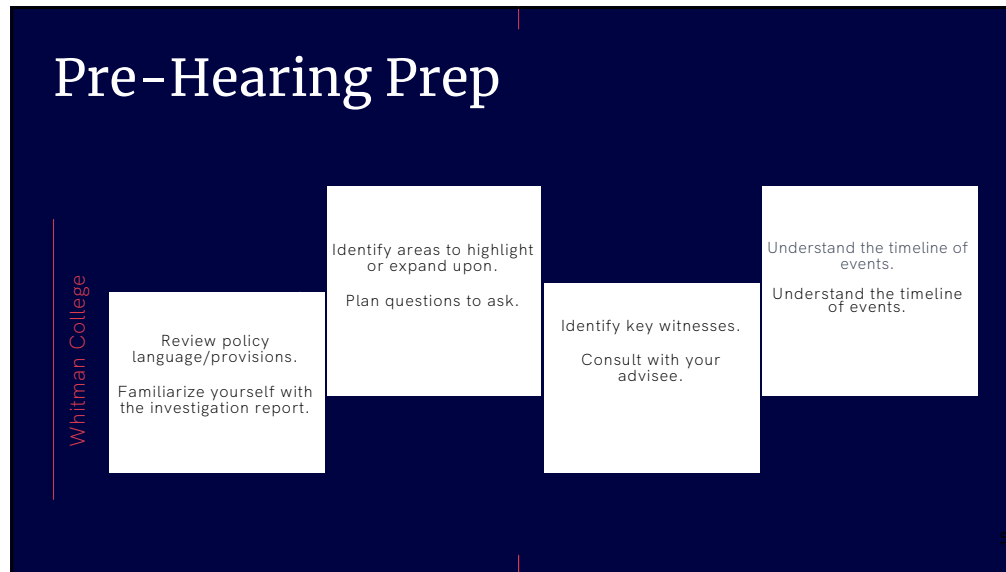 Pre-Hearing Prep
Whitman College
Review policy
language/provisions.
Familiarize yourself with
the investigation report.
Identify areas to highlight
or expand upon.
Plan questions to ask.
Identify key witnesses.
Consult with your
advisee.
Understand the timeline of
events.
Understand the timeline
of events.